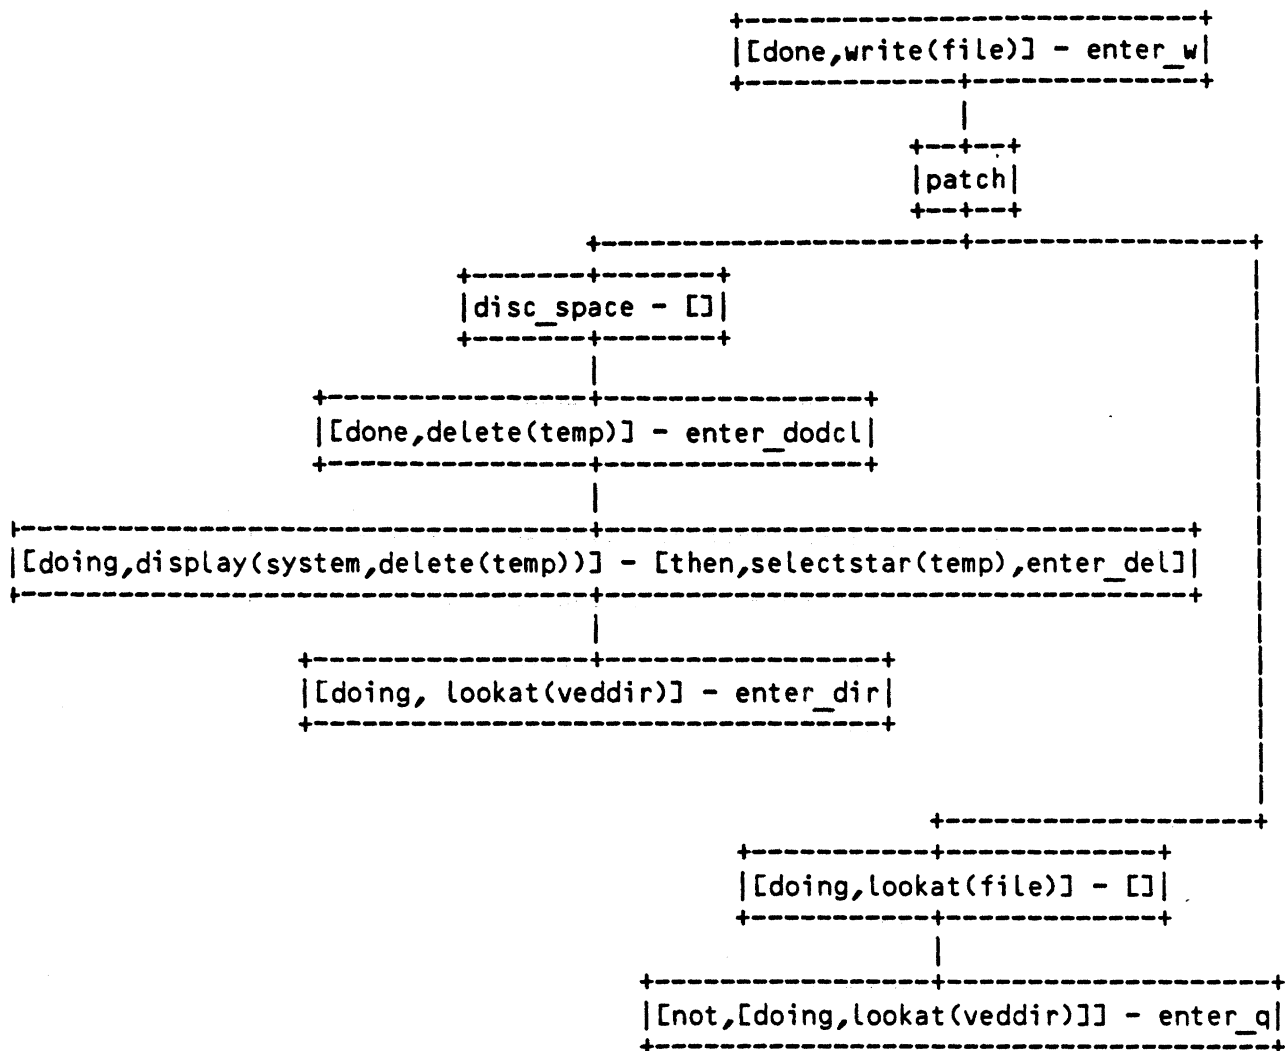 [done,write(file)] - enter_w
patch
disc_space - []
[done,delete(temp)] - enter_dodcl
[doing,display(system,delete(temp))] - [then,selectstar(temp),enter_del]
[doing, lookat(veddir)] - enter_dir
[doing,lookat(file)] - []
[not,[doing,lookat(veddir)]] - enter_q